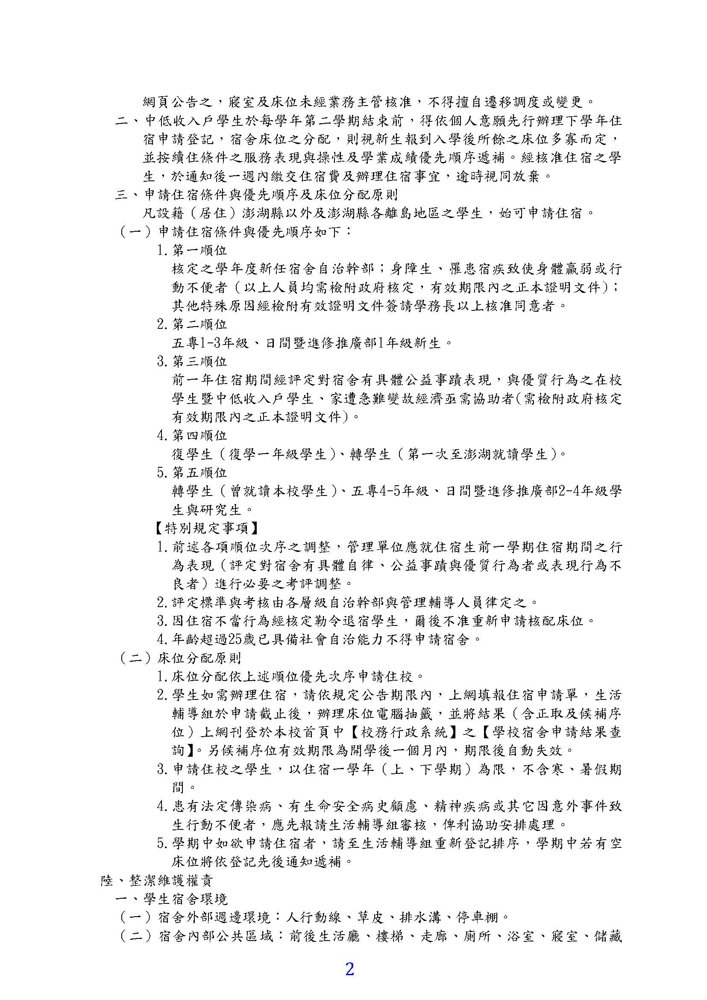 網頁公告之，寢室及床位未經業務主管核准，不得擅自遷移調度或變更。
二、中低收入戶學生於每學年第二學期結束前，得依個人意願先行辦理下學年住
宿申請登記，宿舍床位之分配，則視新生報到入學後所餘之床位多寡而定，
並按續住條件之服務表現與操性及學業成績優先順序遞補。經核准住宿之學
生，於通知後一週內繳交住宿費及辦理住宿事宜，逾時視同放棄。
三、申請住宿條件與優先順序及床位分配原則
凡設籍（居住）澎湖縣以外及澎湖縣各離島地區之學生，始可申請住宿。
（一）申請住宿條件與優先順序如下：
1.第一順位
核定之學年度新任宿舍自治幹部；身障生、罹患宿疾致使身體羸弱或行
動不便者（以上人員均需檢附政府核定，有效期限內之正本證明文件）；
其他特殊原因經檢附有效證明文件簽請學務長以上核准同意者。
2.第二順位
五專1-3年級、日間暨進修推廣部1年級新生。
3.第三順位
前一年住宿期間經評定對宿舍有具體公益事蹟表現，與優質行為之在校
學生暨中低收入戶學生、家遭急難變故經濟亟需協助者(需檢附政府核定
有效期限內之正本證明文件)。
4.第四順位
復學生（復學一年級學生）、轉學生（第一次至澎湖就讀學生）。
5.第五順位
轉學生（曾就讀本校學生）、五專4-5年級、日間暨進修推廣部2-4年級學
生與研究生。
【特別規定事項】
1.前述各項順位次序之調整，管理單位應就住宿生前一學期住宿期間之行
為表現（評定對宿舍有具體自律、公益事蹟與優質行為者或表現行為不
良者）進行必要之考評調整。
2.評定標準與考核由各層級自治幹部與管理輔導人員律定之。
3.因住宿不當行為經核定勒令退宿學生，爾後不准重新申請核配床位。
4.年齡超過25歲已具備社會自治能力不得申請宿舍。
（二）床位分配原則
1.床位分配依上述順位優先次序申請住校。
2.學生如需辦理住宿，請依規定公告期限內，上網填報住宿申請單，生活
輔導組於申請截止後，辦理床位電腦抽籤，並將結果（含正取及候補序
位）上網刊登於本校首頁中【校務行政系統】之【學校宿舍申請結果查
詢】。另候補序位有效期限為開學後一個月內，期限後自動失效。
3.申請住校之學生，以住宿一學年（上、下學期）為限，不含寒、暑假期
間。
4.患有法定傳染病、有生命安全病史顧慮、精神疾病或其它因意外事件致
生行動不便者，應先報請生活輔導組審核，俾利協助安排處理。
5.學期中如欲申請住宿者，請至生活輔導組重新登記排序，學期中若有空
床位將依登記先後通知遞補。
陸、整潔維護權責
一、學生宿舍環境
（一）宿舍外部週邊環境：人行動線、草皮、排水溝、停車棚。
（二）宿舍內部公共區域：前後生活廳、樓梯、走廊、廁所、浴室、寢室、儲藏
2